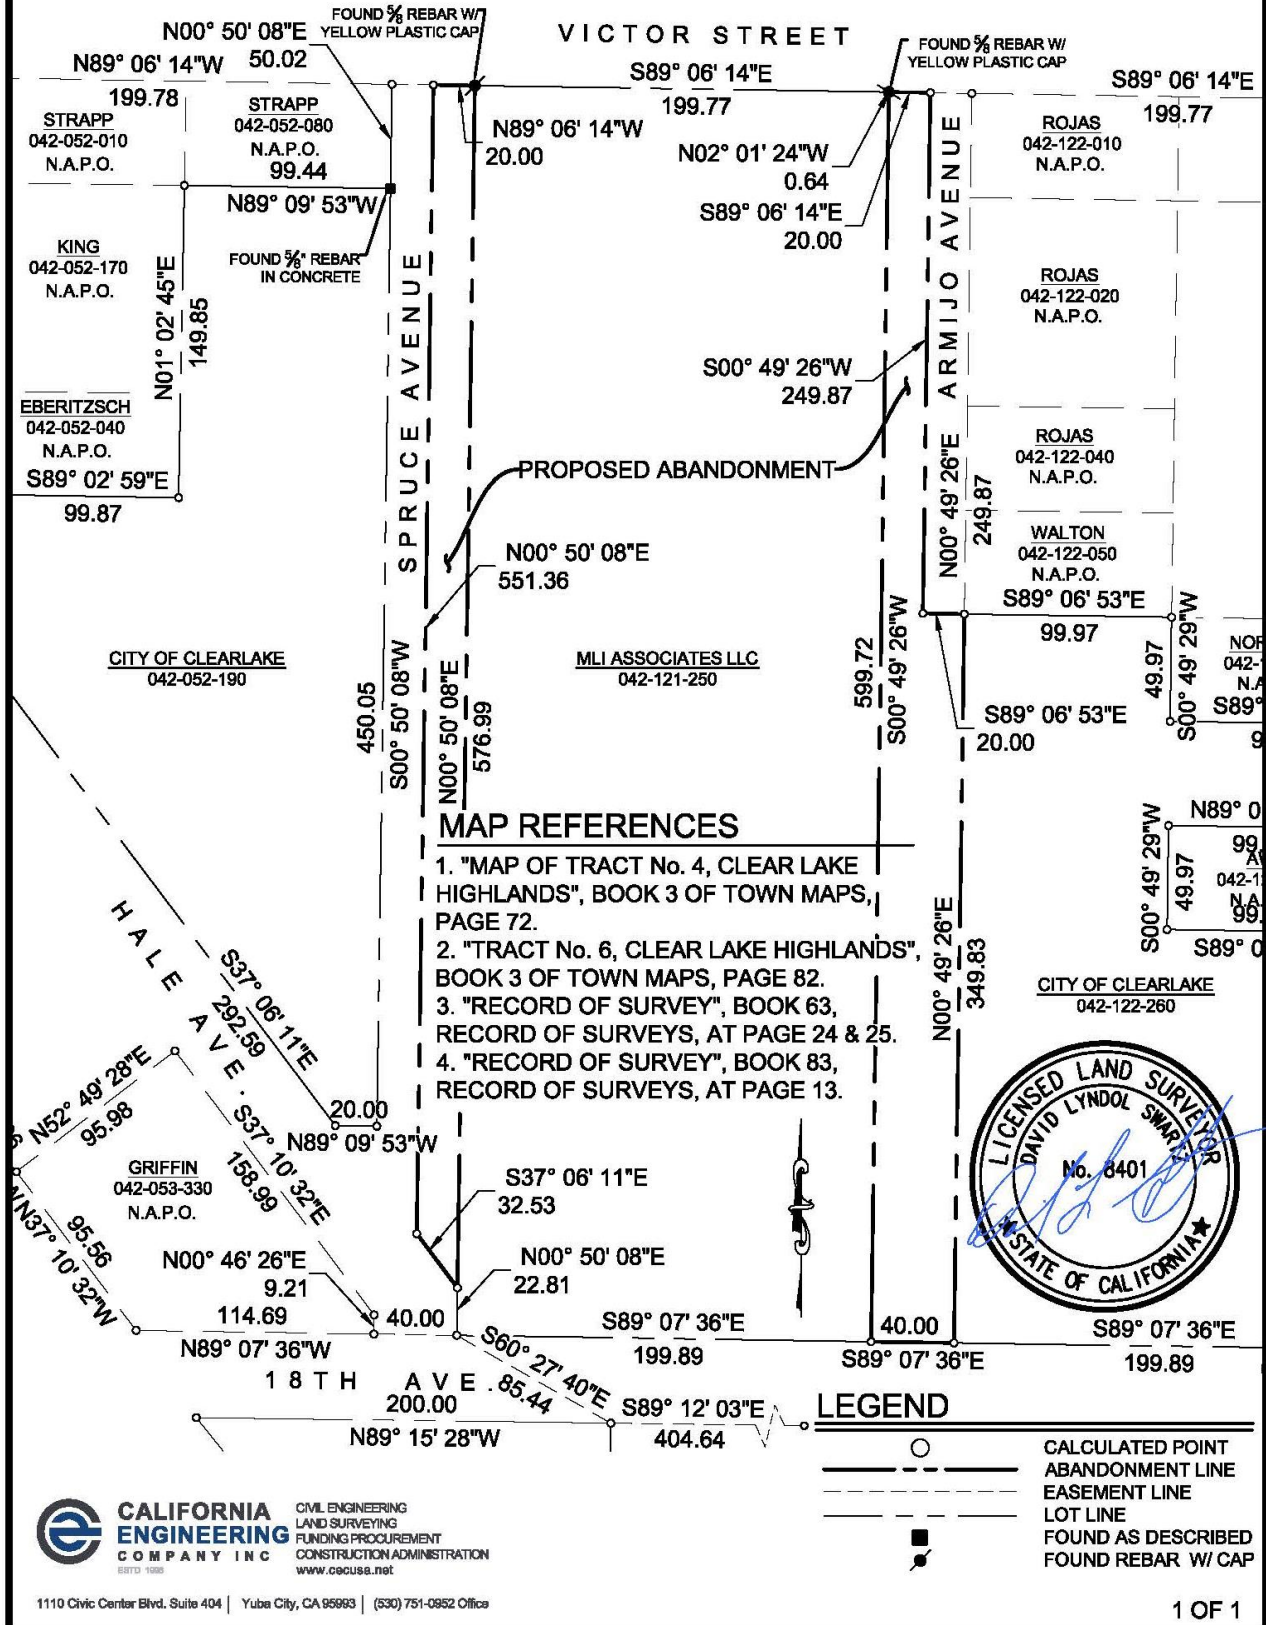 FOUND ⅝ REBAR W/
YELLOW PLASTIC CAP
VICTOR STREET
FOUND ⅝ REBAR W/
YELLOW PLASTIC CAP
N00° 50' 08"E
50.02
N89° 06' 14"W
199.78
S89° 06' 14"E
199.77
S89° 06' 14"E
199.77
STRAPP
042-052-010
N.A.P.O.
STRAPP
042-052-080
N.A.P.O.
99.44
N89° 09' 53"W
N89° 06' 14"W
20.00
N02° 01' 24"W
0.64
S89° 06' 14"E
20.00
ROJAS
042-122-010
N.A.P.O.
KING
042-052-170
N.A.P.O.
FOUND ⅝" REBAR
IN CONCRETE
N01° 02' 45"E
149.85
SPRUCE AVENUE
ARMIJO AVENUE
ROJAS
042-122-020
N.A.P.O.
S00° 49' 26"W
249.87
EBERITZSCH
042-052-040
N.A.P.O.
S89° 02' 59"E
99.87
PROPOSED ABANDONMENT
N00° 49' 26"E
249.87
ROJAS
042-122-040
N.A.P.O.
WALTON
042-122-050
N.A.P.O.
S89° 06' 53"E
99.97
N00° 50' 08"E
551.36
CITY OF CLEARLAKE
042-052-190
MLI ASSOCIATES LLC
042-121-250
450.05
S00° 50' 08"W
N00° 50' 08"E
576.99
599.72
S00° 49' 26"W
S89° 06' 53"E
20.00
49.97
S00° 49' 29"W
NOR
042-
N.A
S89°
9
MAP REFERENCES
1. "MAP OF TRACT No. 4, CLEAR LAKE
HIGHLANDS", BOOK 3 OF TOWN MAPS,
PAGE 72.
2. "TRACT No. 6, CLEAR LAKE HIGHLANDS",
BOOK 3 OF TOWN MAPS, PAGE 82.
3. "RECORD OF SURVEY", BOOK 63,
RECORD OF SURVEYS, AT PAGE 24 & 25.
4. "RECORD OF SURVEY", BOOK 83,
RECORD OF SURVEYS, AT PAGE 13.
N00° 49' 26"E
349.83
S00° 49' 29"W
49.97
N89° 0
99.
042-1
N.A.
99.
S89° 0
CITY OF CLEARLAKE
042-122-260
HALE AVE.
S37° 06' 11"E
292.59
N52° 49' 28"E
95.98
S37° 10' 32"E
158.99
20.00
N89° 09' 53"W
GRIFFIN
042-053-330
N.A.P.O.
95.56
N37° 10' 32"W
S37° 06' 11"E
32.53
N00° 46' 26"E
9.21
N00° 50' 08"E
22.81
114.69
N89° 07' 36"W
40.00
S89° 07' 36"E
199.89
40.00
S89° 07' 36"E
S89° 07' 36"E
199.89
LICENSED LAND SURVEYOR
DAVID LYNDOL SWARTZ
No. 8401
STATE OF CALIFORNIA
18TH AVE.
S60° 27' 40"E
85.44
200.00
N89° 15' 28"W
S89° 12' 03"E
404.64
LEGEND
CALCULATED POINT
ABANDONMENT LINE
EASEMENT LINE
LOT LINE
FOUND AS DESCRIBED
FOUND REBAR W/ CAP
CALIFORNIA
ENGINEERING
COMPANY INC
ESTD 1998
CIVIL ENGINEERING
LAND SURVEYING
FUNDING PROCUREMENT
CONSTRUCTION ADMINISTRATION
www.cecusa.net
1110 Civic Center Blvd. Suite 404 | Yuba City, CA 95993 | (530) 751-0952 Office
1 OF 1